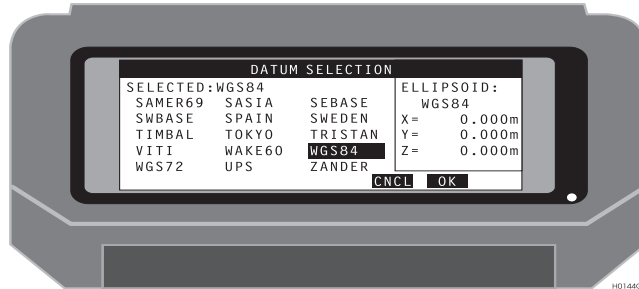 DATUM SELECTION
SELECTED:WGS84
SAMER69 SASIA SEBASE
SWBASE SPAIN SWEDEN
TIMBAL TOKYO TRISTAN
VITI WAKE60 WGS84
WGS72 UPS ZANDER
ELLIPSOID:
WGS84
X= 0.000m
Y= 0.000m
Z= 0.000m
CNCL OK